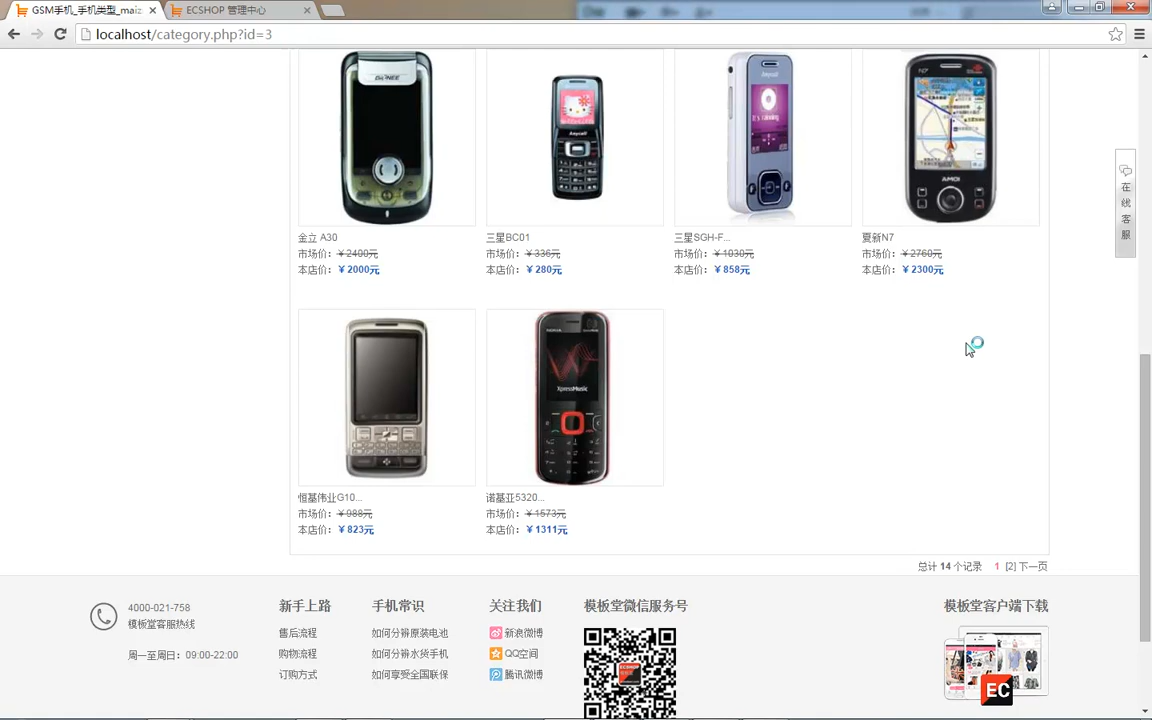 GSM手机_手机类型_maiz
ECSHOP 管理中心
localhost/category.php?id=3
金立 A30
市场价：￥2400元
本店价：￥2000元
三星BC01
市场价：￥336元
本店价：￥280元
三星SGH-F...
市场价：￥1030元
本店价：￥858元
夏新N7
市场价：￥2760元
本店价：￥2300元
在线客服
恒基伟业G10...
市场价：￥988元
本店价：￥823元
NOKIA
XpressMusic
诺基亚5320...
市场价：￥1573元
本店价：￥1311元
总计 14 个记录 1 [2] 下一页
4000-021-758
模板堂客服热线
周一至周日：09:00-22:00
新手上路
售后流程
购物流程
订购方式
手机常识
如何分辨原装电池
如何分辨水货手机
如何享受全国联保
关注我们
新浪微博
QQ空间
腾讯微博
模板堂微信服务号
ECSHOP
模板堂客户端下载
EC
Anycall
Anycall
AMOI
N7